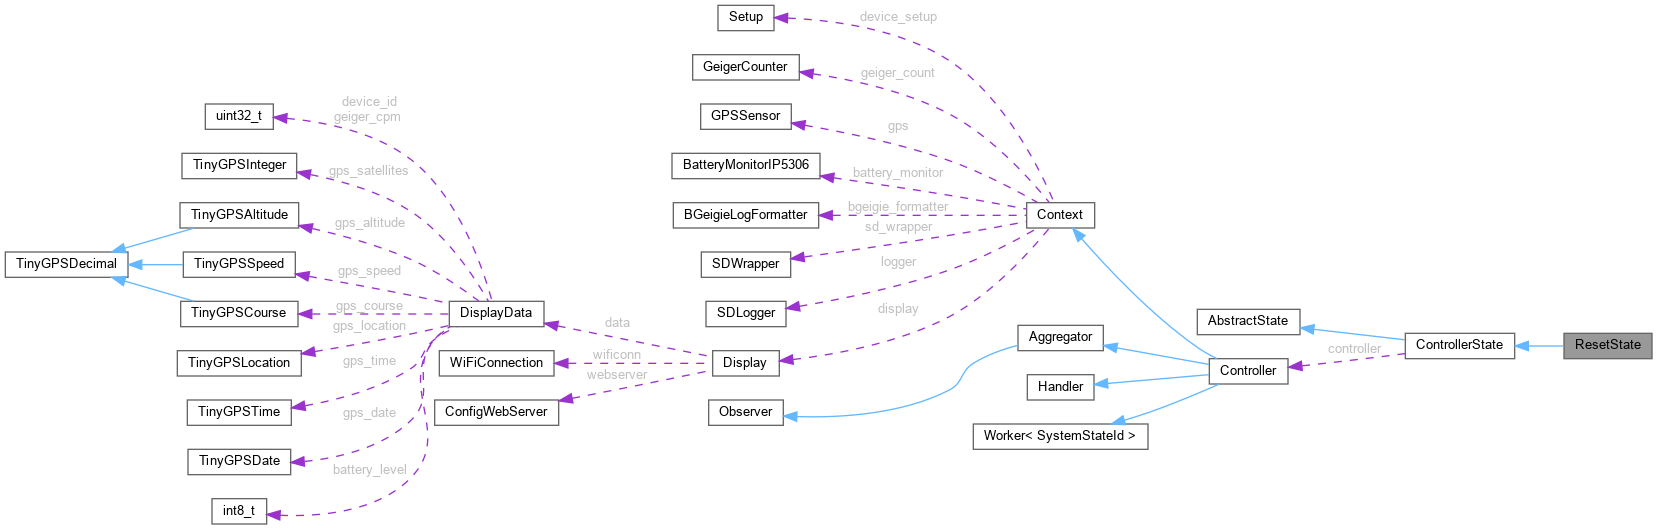 Setup
device_setup
GeigerCounter
geiger_count
uint32_t
device_id
geiger_cpm
GPSSensor
gps
TinyGPSInteger
gps_satellites
BatteryMonitorIP5306
battery_monitor
TinyGPSAltitude
gps_altitude
BGeigieLogFormatter
bgeigie_formatter
Context
TinyGPSDecimal
TinyGPSSpeed
gps_speed
SDWrapper
sd_wrapper
logger
TinyGPSCourse
gps_course
DisplayData
SDLogger
display
data
gps_location
Aggregator
AbstractState
ControllerState
ResetState
controller
TinyGPSLocation
gps_time
WiFiConnection
wificonn
webserver
Display
Handler
Controller
TinyGPSTime
gps_date
ConfigWebServer
Observer
Worker< SystemStateId >
TinyGPSDate
battery_level
int8_t